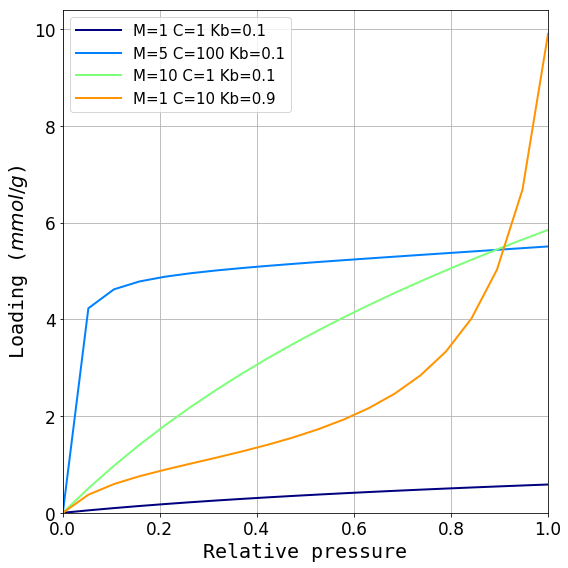 M=1 C=1 Kb=0.1
M=5 C=100 Kb=0.1
M=10 C=1 Kb=0.1
M=1 C=10 Kb=0.9
10
8
6
4
2
0
Loading (mmol/g)
0.0 0.2 0.4 0.6 0.8 1.0
Relative pressure